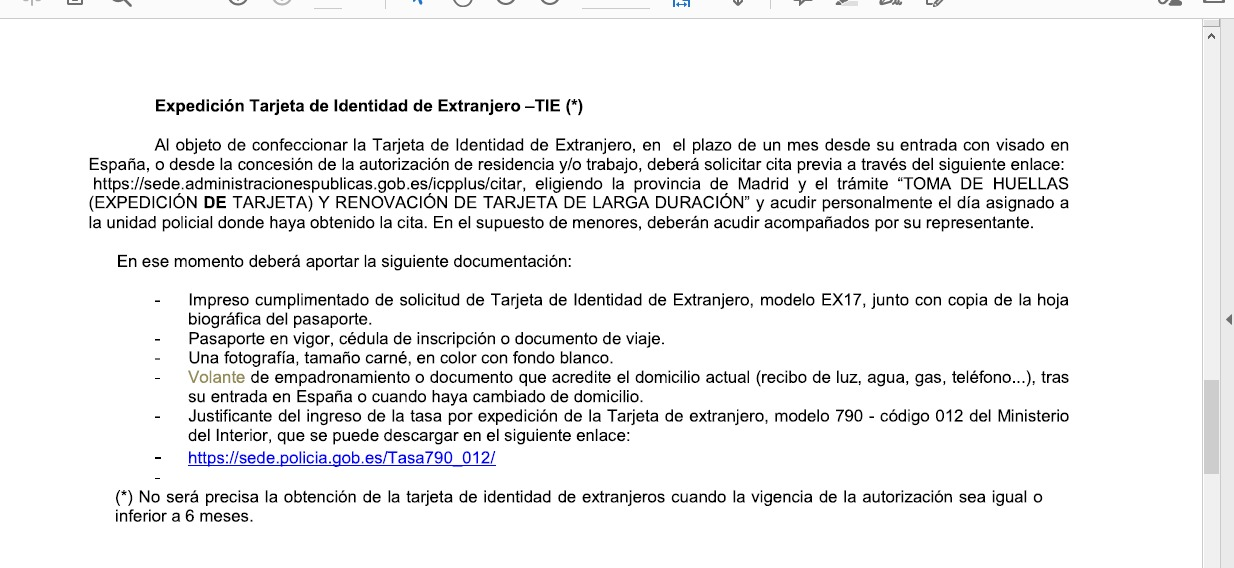 Expedición Tarjeta de Identidad de Extranjero –TIE (*)
Al objeto de confeccionar la Tarjeta de Identidad de Extranjero, en el plazo de un mes desde su entrada con visado en
España, o desde la concesión de la autorización de residencia y/o trabajo, deberá solicitar cita previa a través del siguiente enlace:
https://sede.administracionespublicas.gob.es/icpplus/citar, eligiendo la provincia de Madrid y el trámite “TOMA DE HUELLAS
(EXPEDICIÓN DE TARJETA) Y RENOVACIÓN DE TARJETA DE LARGA DURACIÓN” y acudir personalmente el día asignado a
la unidad policial donde haya obtenido la cita. En el supuesto de menores, deberán acudir acompañados por su representante.
En ese momento deberá aportar la siguiente documentación:
- Impreso cumplimentado de solicitud de Tarjeta de Identidad de Extranjero, modelo EX17, junto con copia de la hoja
biográfica del pasaporte.
- Pasaporte en vigor, cédula de inscripción o documento de viaje.
- Una fotografía, tamaño carné, en color con fondo blanco.
- Volante de empadronamiento o documento que acredite el domicilio actual (recibo de luz, agua, gas, teléfono...), tras
su entrada en España o cuando haya cambiado de domicilio.
- Justificante del ingreso de la tasa por expedición de la Tarjeta de extranjero, modelo 790 - código 012 del Ministerio
del Interior, que se puede descargar en el siguiente enlace:
- https://sede.policia.gob.es/Tasa790_012/
-
(*) No será precisa la obtención de la tarjeta de identidad de extranjeros cuando la vigencia de la autorización sea igual o
inferior a 6 meses.